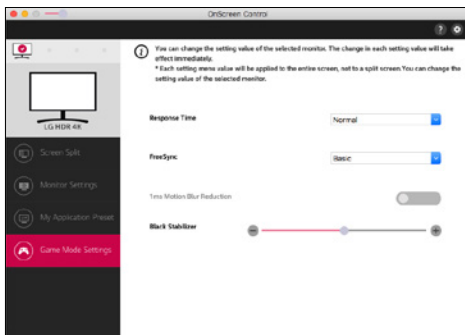 OnScreen Control
?
You can change the setting value of the selected monitor. The change in each setting value will take
effect immediately.
* Each setting menu value will be applied to the entire screen, not to a split screen.You can change the
setting value of the selected monitor.
LG HDR 4K
Response Time
Normal
Screen Split
FreeSync
Basic
Monitor Settings
1ms Motion Blur Reduction
My Application Preset
Black Stabilizer
Game Mode Settings